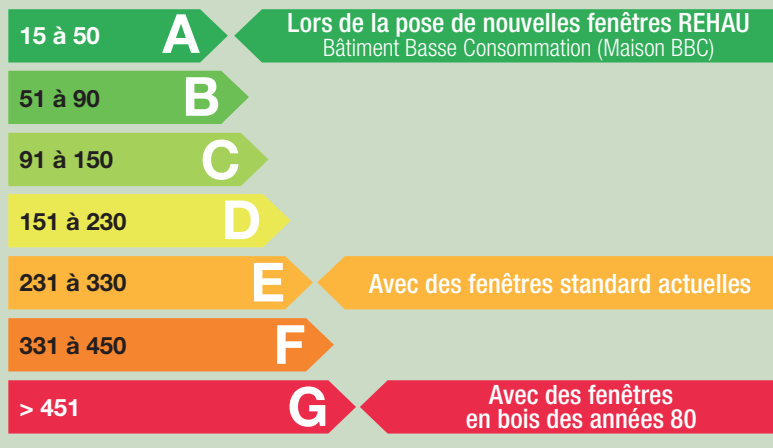 15 à 50 A
Lors de la pose de nouvelles fenêtres REHAU
Bâtiment Basse Consommation (Maison BBC)
51 à 90 B
91 à 150 C
151 à 230 D
231 à 330 E
Avec des fenêtres standard actuelles
331 à 450 F
> 451 G
Avec des fenêtres
en bois des années 80